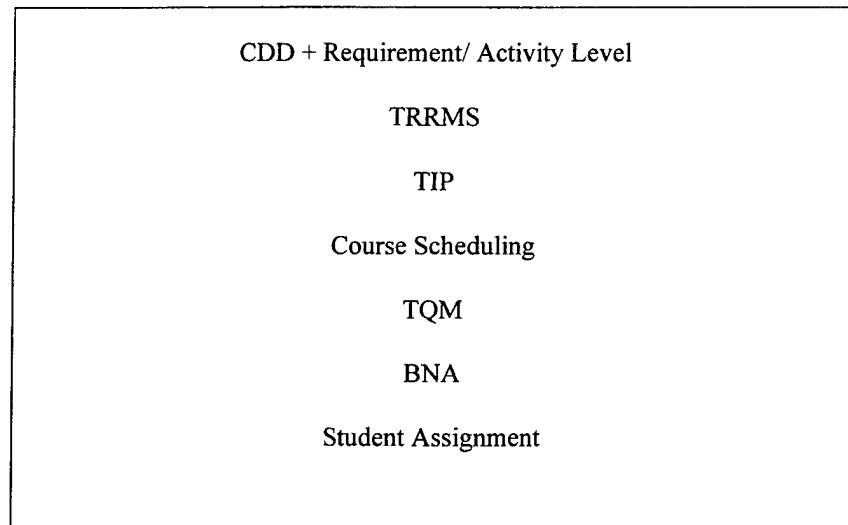 CDD + Requirement/ Activity Level
TRRMS
TIP
Course Scheduling
TQM
BNA
Student Assignment